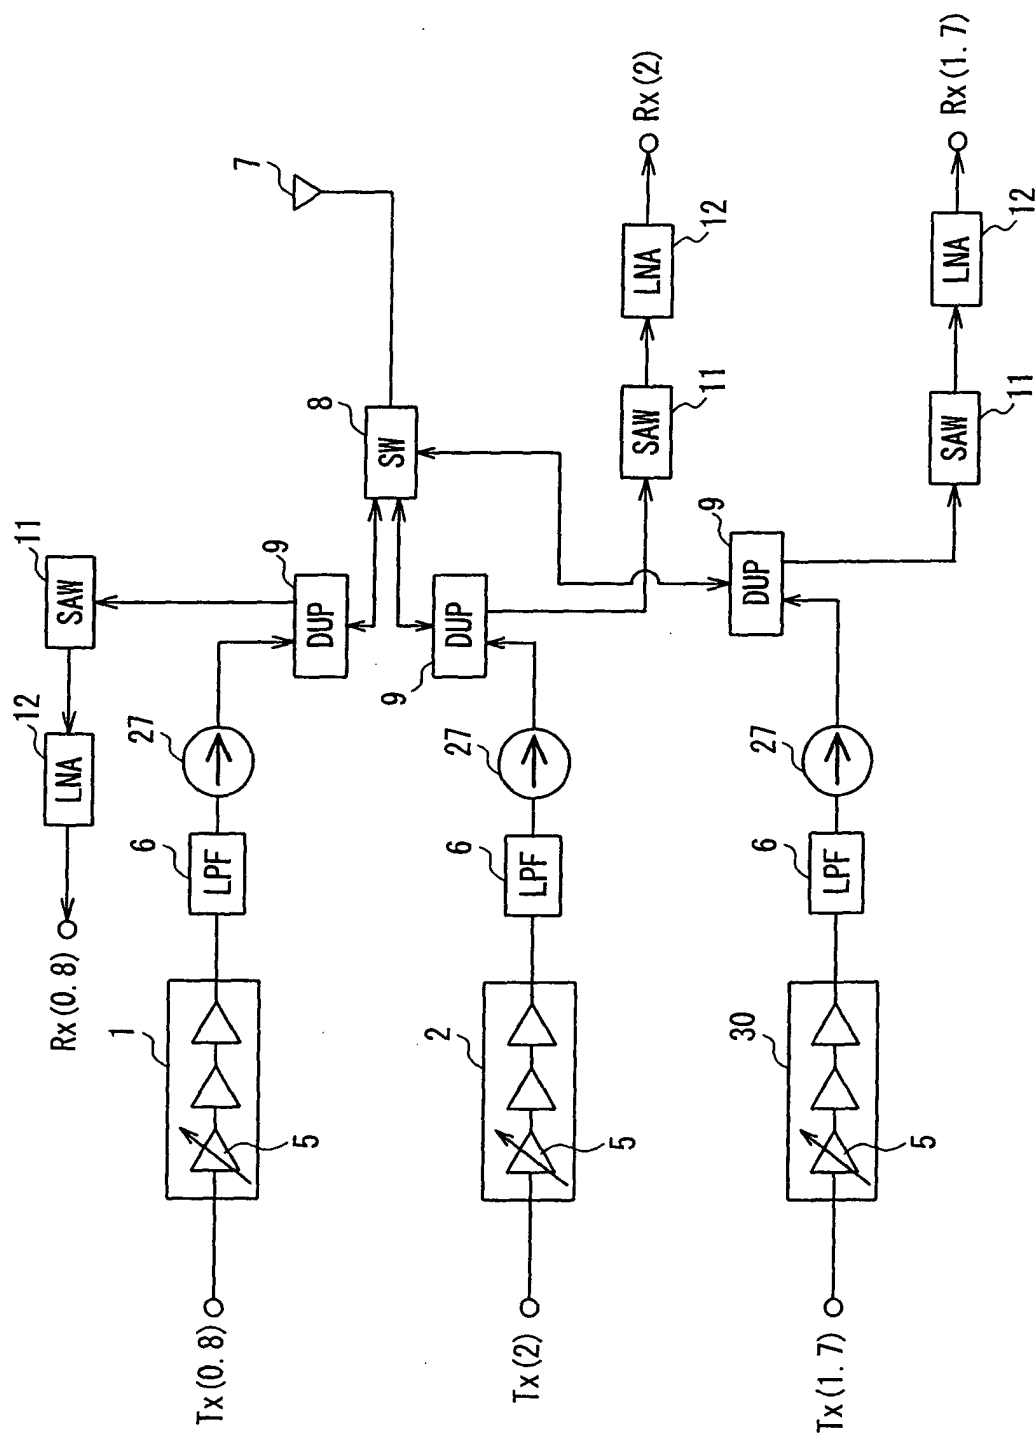 7
Rx(2)
Rx(1.7)
LNA
12
LNA
12
8
SW
SAW
11
SAW
11
11
SAW
9
DUP
DUP
9
9
DUP
12
LNA
27
27
27
6
LPF
6
LPF
6
LPF
Rx(0.8)
1
5
2
5
30
5
Tx(0.8)
Tx(2)
Tx(1.7)